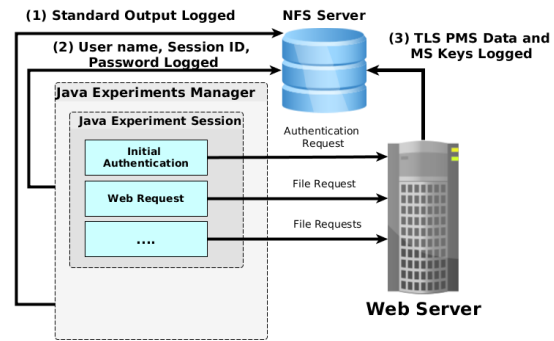 (1) Standard Output Logged
NFS Server
(2) User name, Session ID,
Password Logged
(3) TLS PMS Data and
MS Keys Logged
Java Experiments Manager
Java Experiment Session
Initial
Authentication
Authentication
Request
Web Request
File Request
....
File Requests
Web Server